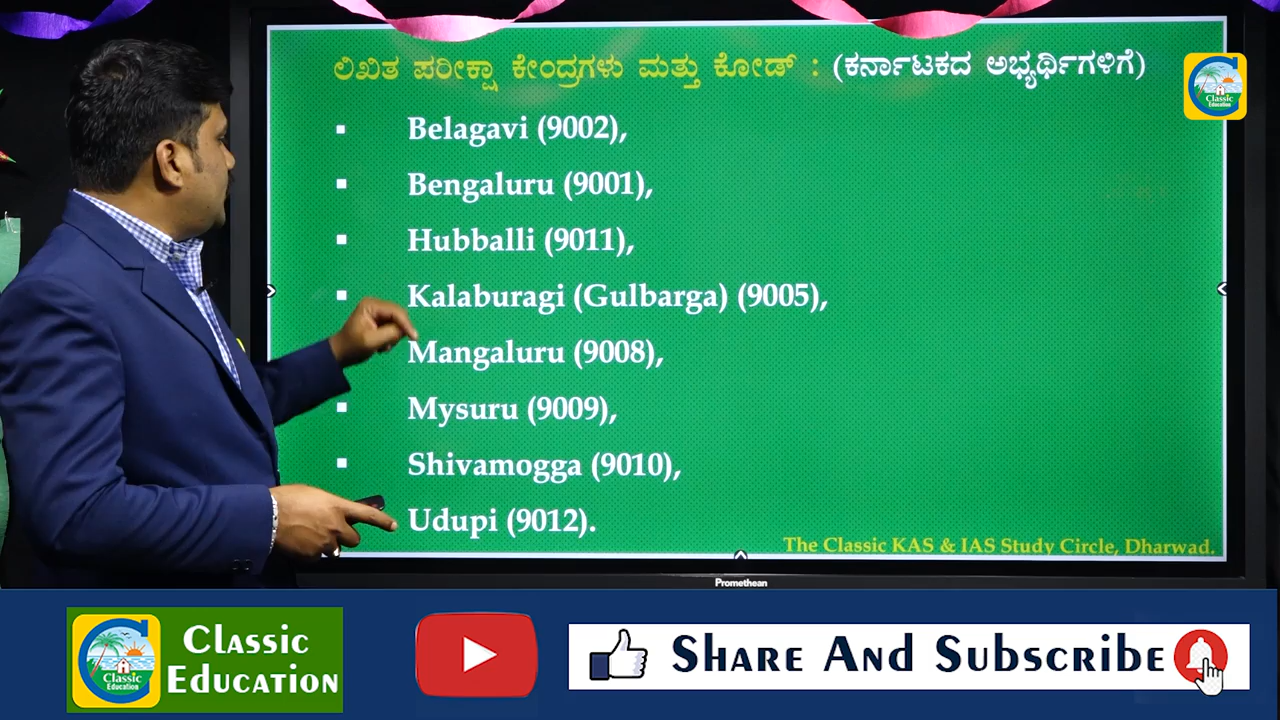 ಲಿಖಿತ ಪರೀಕ್ಷಾ ಕೇಂದ್ರಗಳು ಮತ್ತು ಕೋಡ್ : (ಕರ್ನಾಟಕದ ಅಭ್ಯರ್ಥಿಗಳಿಗೆ)
Classic
Education
▪ Belagavi (9002),
▪ Bengaluru (9001),
▪ Hubballi (9011),
▪ Kalaburagi (Gulbarga) (9005),
Mangaluru (9008),
▪ Mysuru (9009),
▪ Shivamogga (9010),
Udupi (9012).
The Classic KAS & IAS Study Circle, Dharwad.
Promethean
Classic
Education
Classic
Education
Share And Subscribe